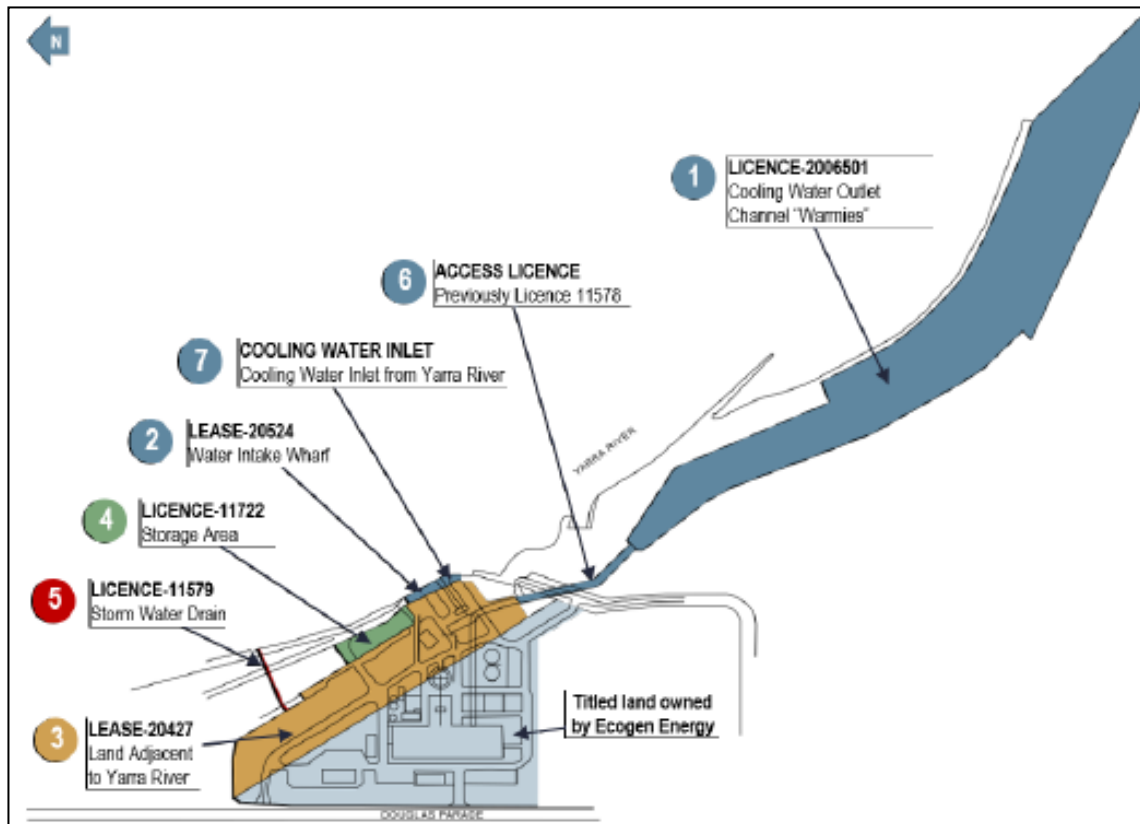 N
1
LICENCE-2006501
Cooling Water Outlet
Channel "Warmies"
6
ACCESS LICENCE
Previously Licence 11578
7
COOLING WATER INLET
Cooling Water Inlet from Yarra River
2
LEASE-20524
Water Intake Wharf
YARRA RIVER
4
LICENCE-11722
Storage Area
5
LICENCE-11579
Storm Water Drain
3
LEASE-20427
Land Adjacent
to Yarra River
Titled land owned
by Ecogen Energy
DOUGLAS PARADE